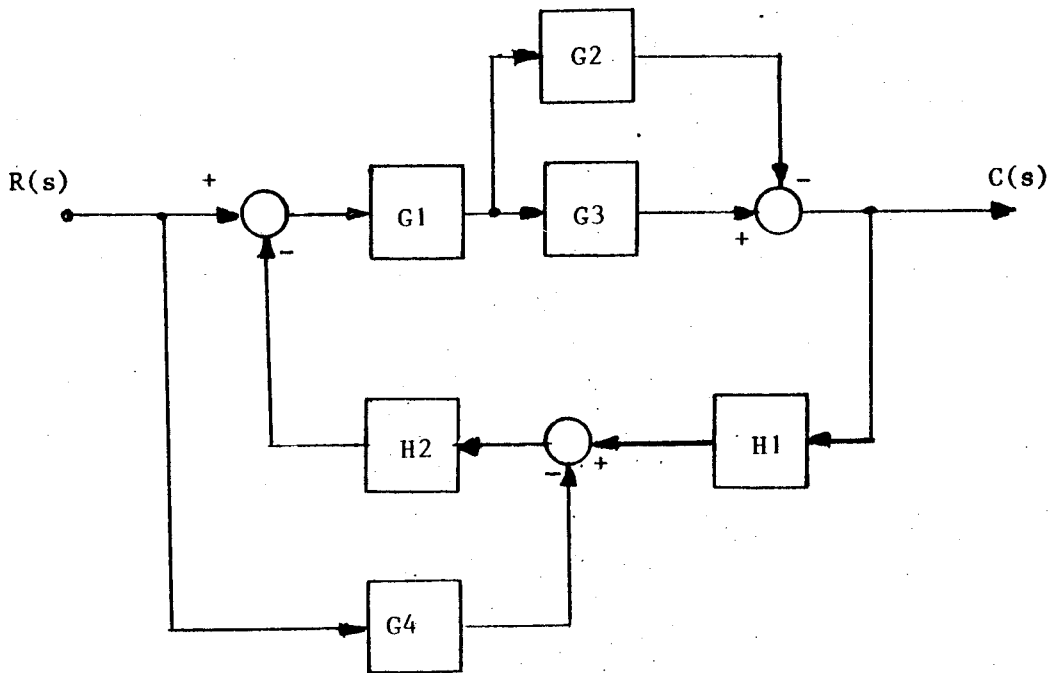 G2
R(s)
+
-
C(s)
G1
G3
-
+
H2
-
+
H1
G4